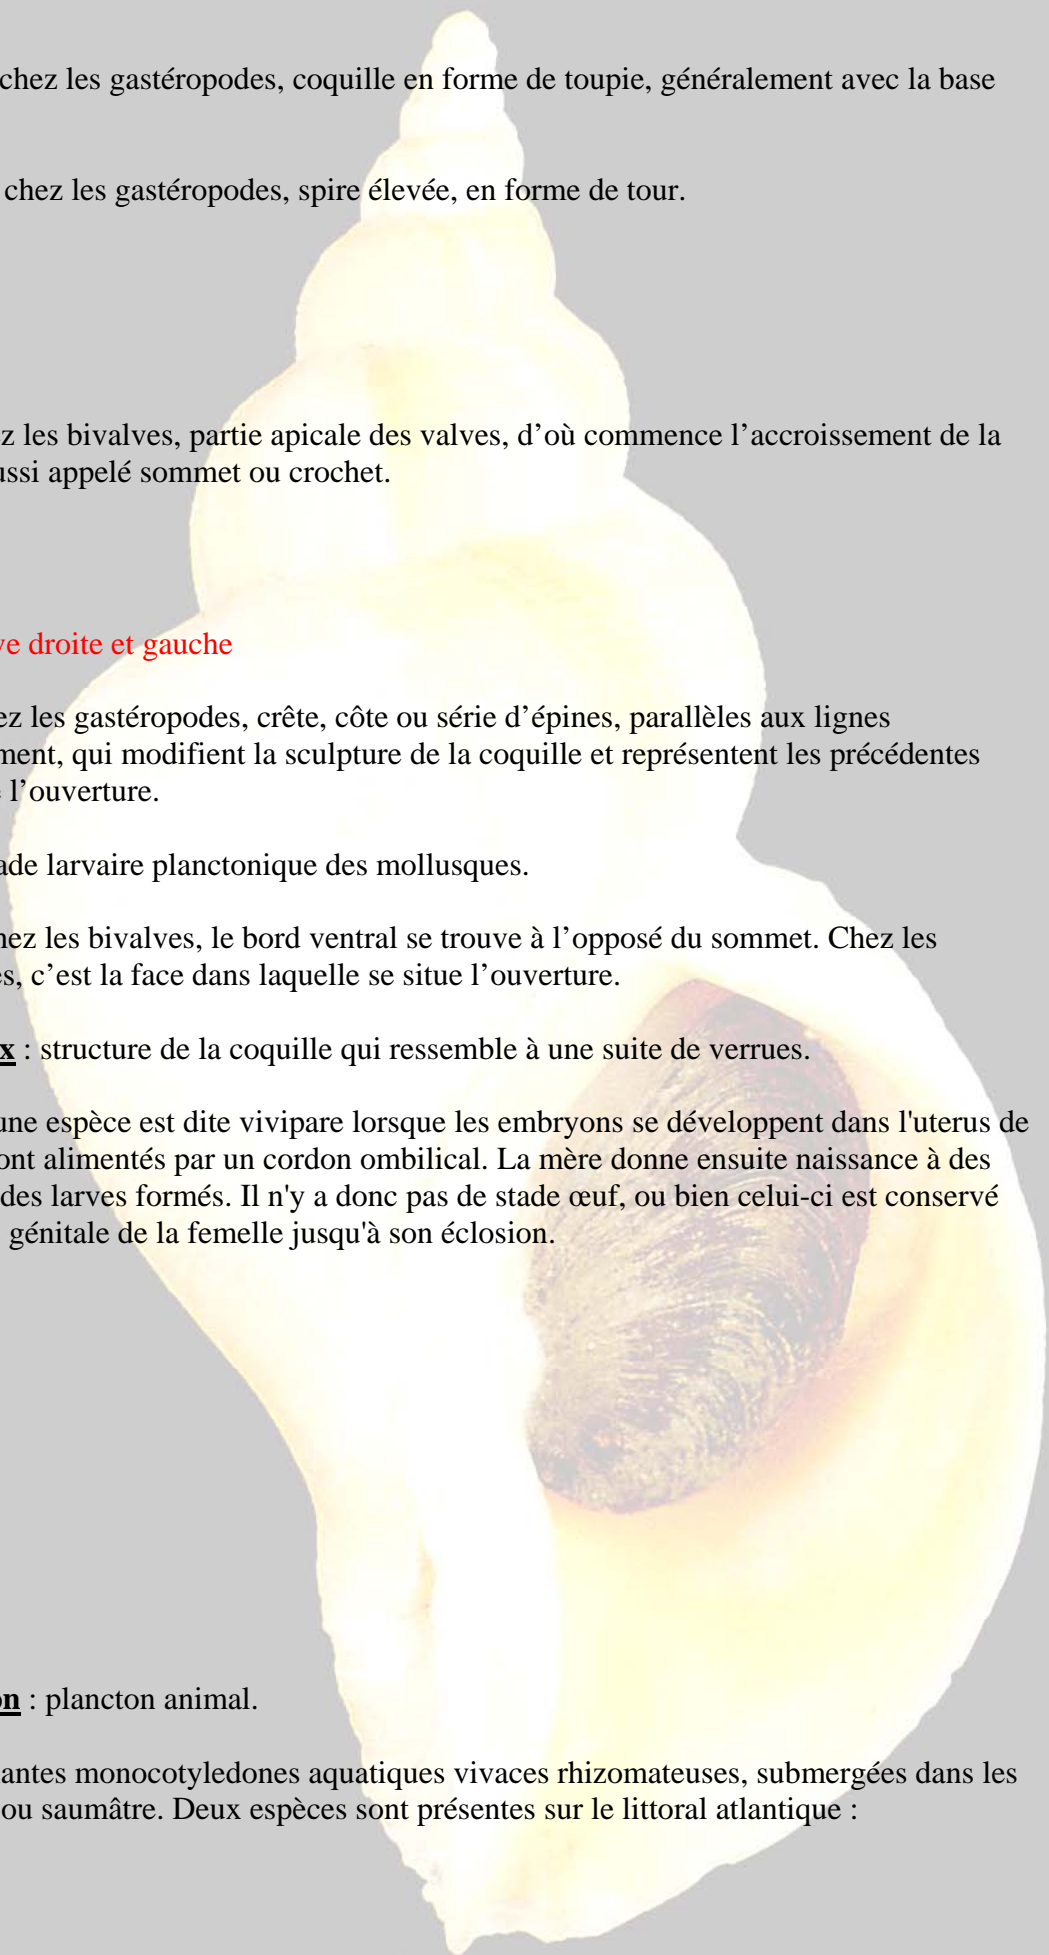 chez les gastéropodes, coquille en forme de toupie, généralement avec la base
chez les gastéropodes, spire élevée, en forme de tour.
ez les bivalves, partie apicale des valves, d’où commence l’accroissement de la
ussi appelé sommet ou crochet.
ve droite et gauche
ez les gastéropodes, crête, côte ou série d’épines, parallèles aux lignes
ment, qui modifient la sculpture de la coquille et représentent les précédentes
l’ouverture.
ade larvaire planctonique des mollusques.
hez les bivalves, le bord ventral se trouve à l’opposé du sommet. Chez les
es, c’est la face dans laquelle se situe l’ouverture.
x : structure de la coquille qui ressemble à une suite de verrues.
une espèce est dite vivipare lorsque les embryons se développent dans l'uterus de
ont alimentés par un cordon ombilical. La mère donne ensuite naissance à des
des larves formés. Il n'y a donc pas de stade œuf, ou bien celui-ci est conservé
génitale de la femelle jusqu'à son éclosion.
on : plancton animal.
lantes monocotyledones aquatiques vivaces rhizomateuses, submergées dans les
ou saumâtre. Deux espèces sont présentes sur le littoral atlantique :